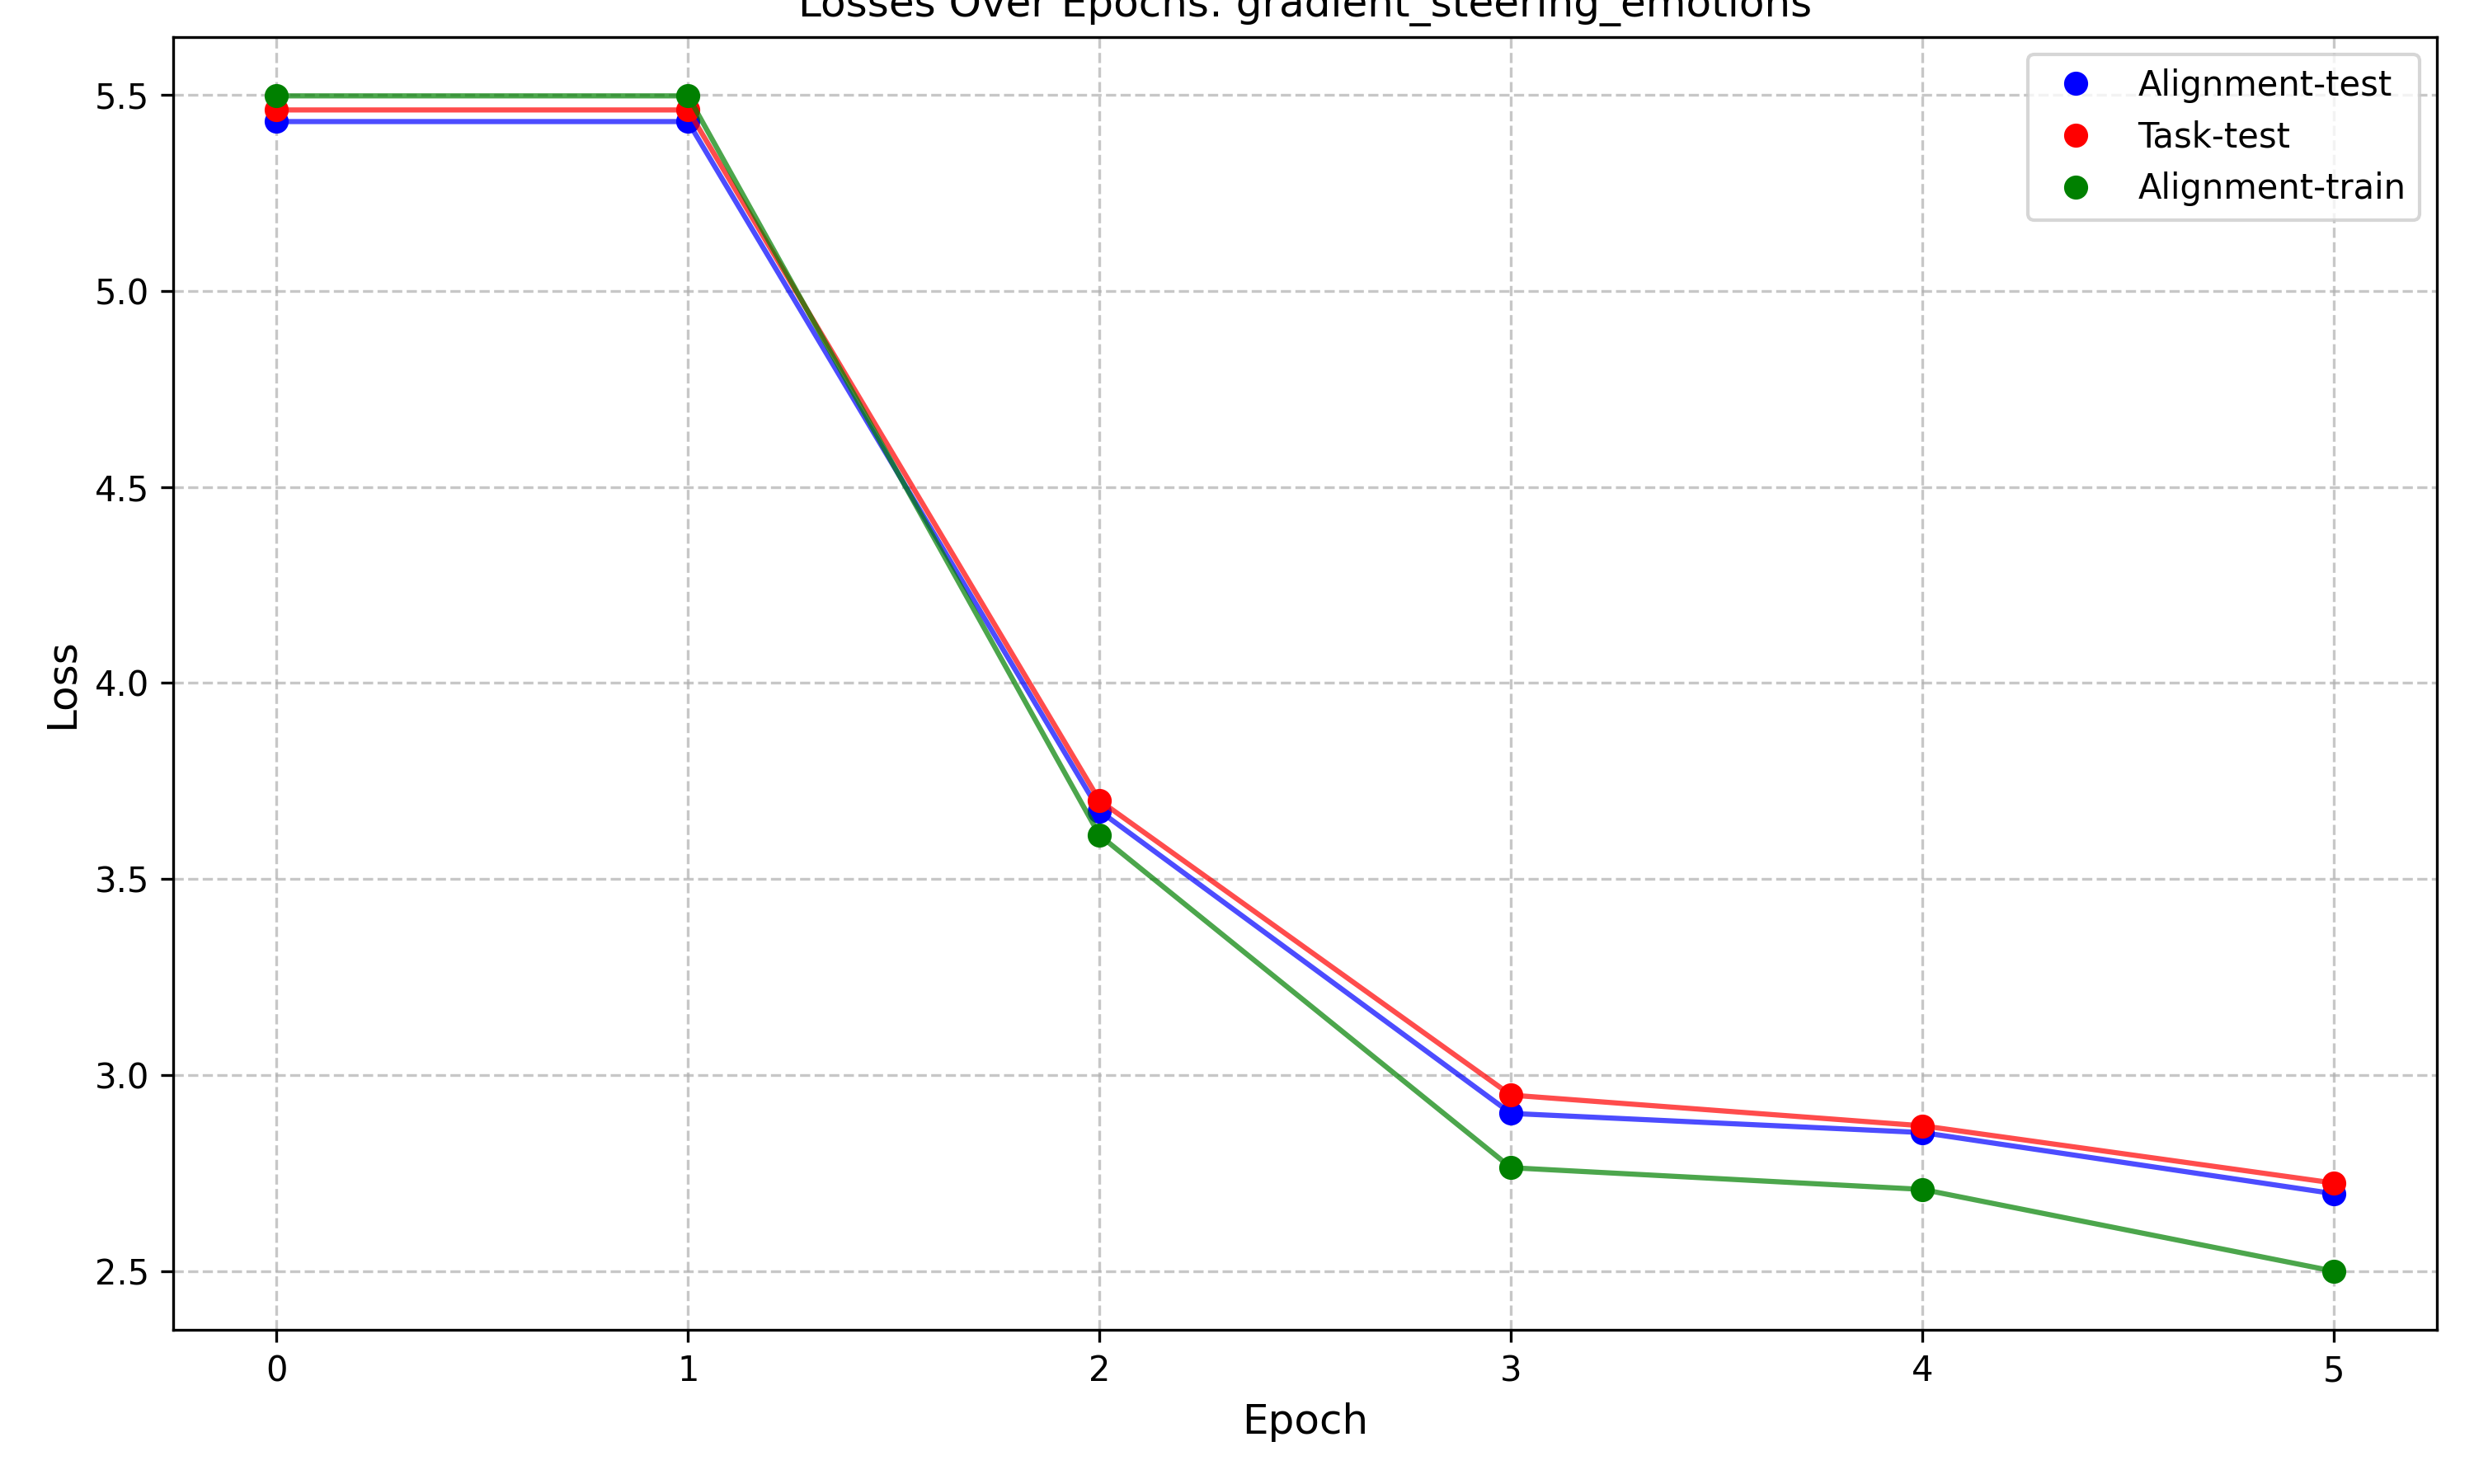 Losses Over Epochs: gradient_steering_emotions
Alignment-test
Task-test
Alignment-train
5.5
5.0
4.5
4.0
3.5
3.0
2.5
Loss
0 1 2 3 4 5
Epoch